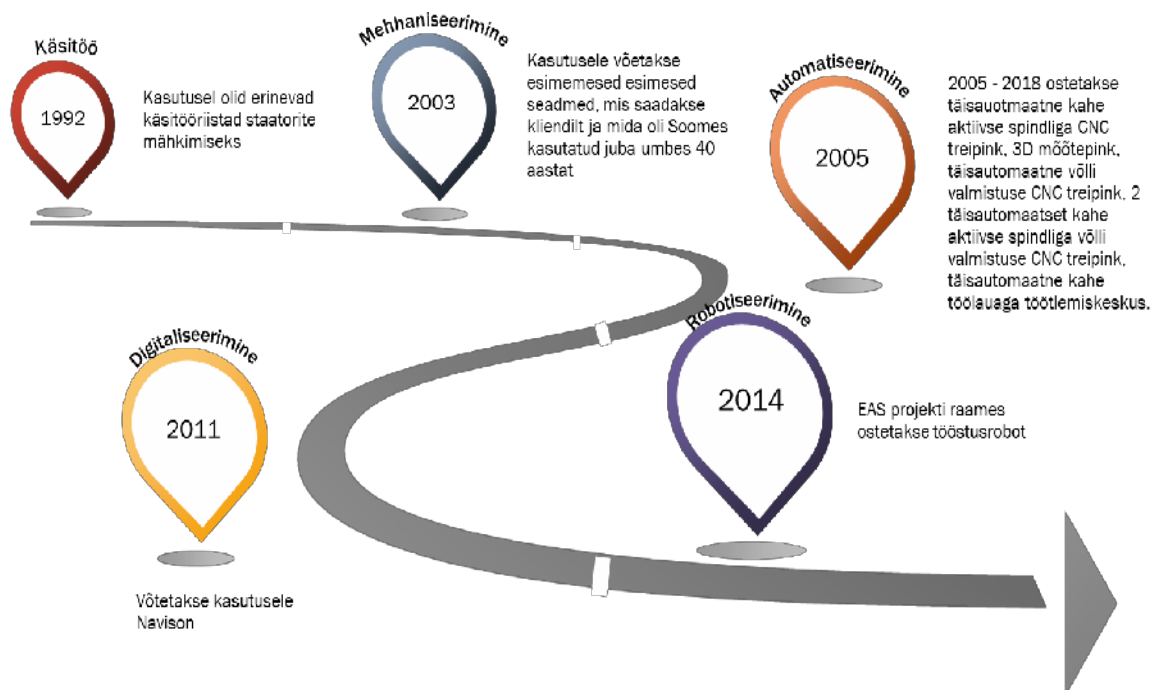 Käsitöö
1992
Kasutusel olid erinevad
käsitööriistad staatorite
mähkimiseks
Mehhaniseerimine
2003
Kasutusele võetakse
esimemesed esimesed
seadmed, mis saadakse
kliendilt ja mida oli Soomes
kasutatud juba umbes 40
aastat
Automatiseerimine
2005
2005 - 2018 ostetakse
täisauotmaatne kahe
aktiivse spindliga CNC
treipink, 3D mõõtepink,
täisautomaatne võlli
valmistuse CNC treipink, 2
täisautomaatset kahe
aktiivse spindliga võlli
valmistuse CNC treipink,
täisautomaatne kahe
töölauaga töötlemiskeskus.
Digitaliseerimine
2011
Võtetakse kasutusele
Navison
Robotiseerimine
2014
EAS projekti raames
ostetakse tööstusrobot